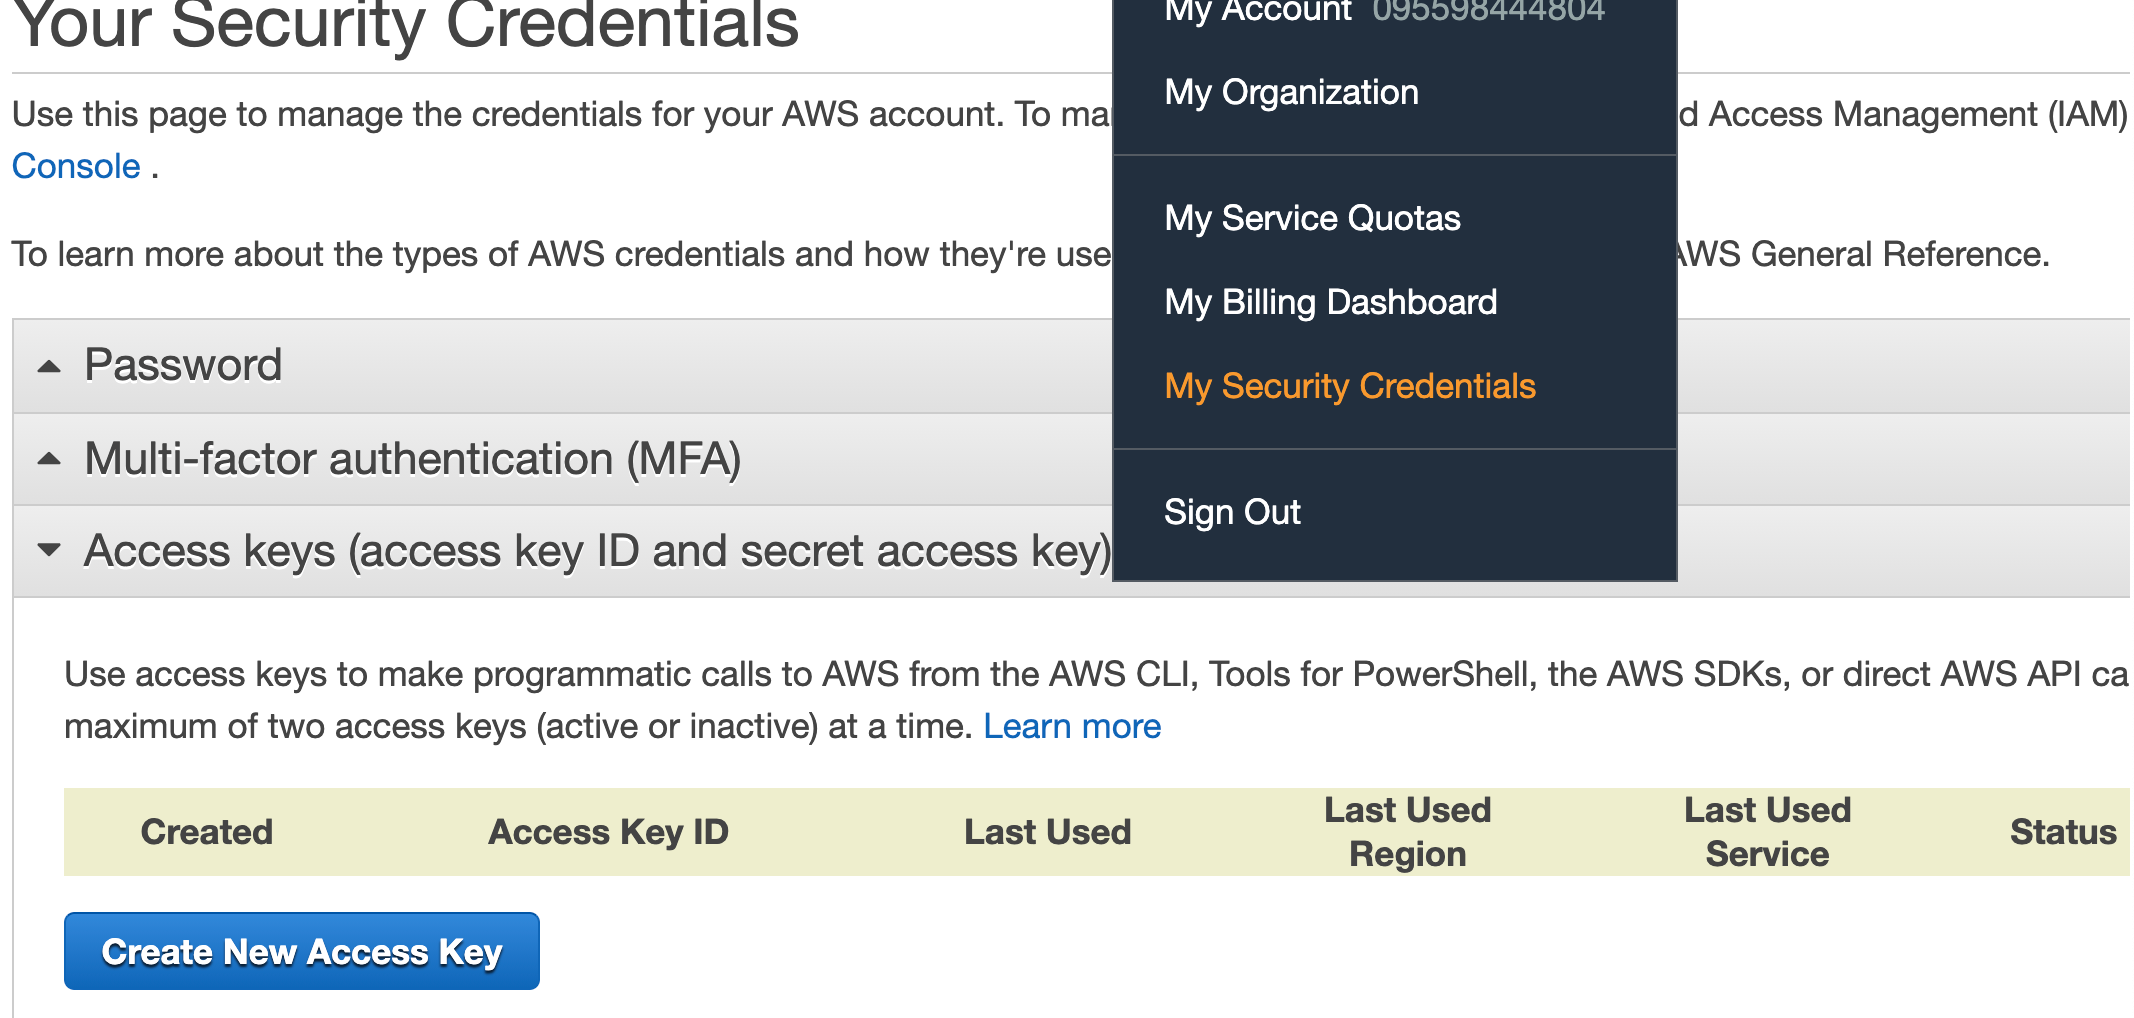 Your Security Credentials
My Account 095598444804
My Organization
My Service Quotas
My Billing Dashboard
My Security Credentials
Sign Out
Use this page to manage the credentials for your AWS account. To ma
d Access Management (IAM)
Console .
To learn more about the types of AWS credentials and how they're use
AWS General Reference.
Password
Multi-factor authentication (MFA)
Access keys (access key ID and secret access key)
Use access keys to make programmatic calls to AWS from the AWS CLI, Tools for PowerShell, the AWS SDKs, or direct AWS API ca
maximum of two access keys (active or inactive) at a time. Learn more
Created Access Key ID Last Used Last Used Region Last Used Service Status
Create New Access Key